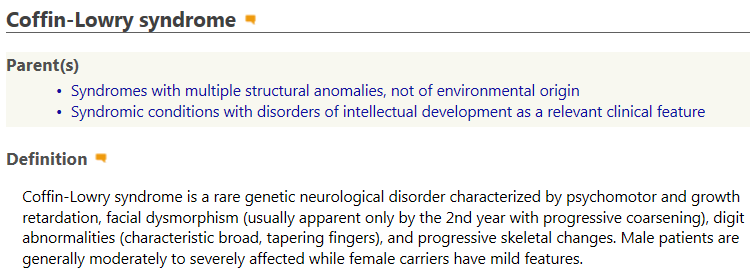 Coffin-Lowry syndrome
Parent(s)
• Syndromes with multiple structural anomalies, not of environmental origin
• Syndromic conditions with disorders of intellectual development as a relevant clinical feature
Definition
Coffin-Lowry syndrome is a rare genetic neurological disorder characterized by psychomotor and growth
retardation, facial dysmorphism (usually apparent only by the 2nd year with progressive coarsening), digit
abnormalities (characteristic broad, tapering fingers), and progressive skeletal changes. Male patients are
generally moderately to severely affected while female carriers have mild features.